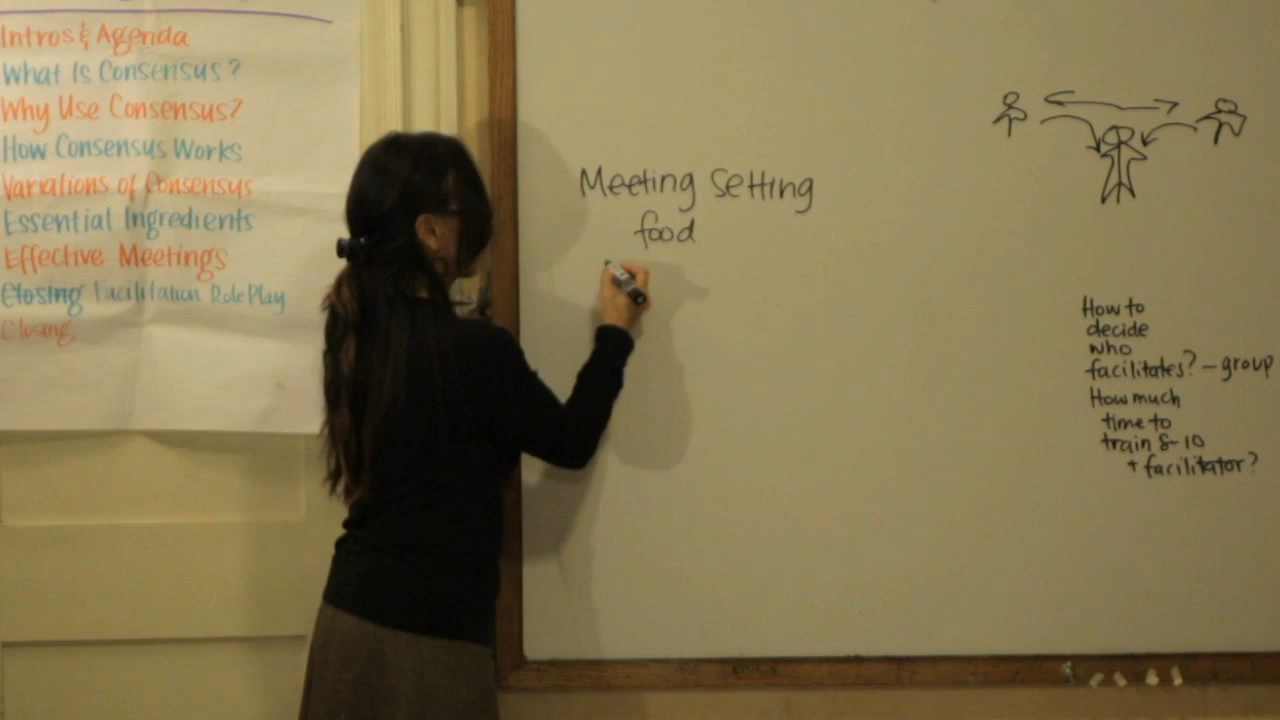 Intros & Agenda
What Is Consensus?
Why Use Consensus?
How Consensus Works
Variations of Consensus
Essential Ingredients
Effective Meetings
Closing Facilitation Role Play
Closing
Meeting Setting
food
How to
decide
who
facilitates? – group
How much
time to
train 8-10
+ facilitator?